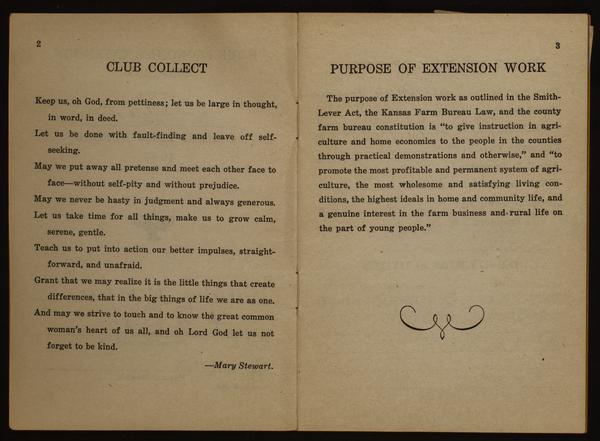 2
CLUB COLLECT
Keep us, oh God, from pettiness; let us be large in thought,
in word, in deed.
Let us be done with fault-finding and leave off self-
seeking.
May we put away all pretense and meet each other face to
face—without self-pity and without prejudice.
May we never be hasty in judgment and always generous.
Let us take time for all things, make us to grow calm,
serene, gentle.
Teach us to put into action our better impulses, straight-
forward, and unafraid.
Grant that we may realize it is the little things that create
differences, that in the big things of life we are as one.
And may we strive to touch and to know the great common
woman's heart of us all, and oh Lord God let us not
forget to be kind.
—Mary Stewart.
3
PURPOSE OF EXTENSION WORK
The purpose of Extension work as outlined in the Smith-
Lever Act, the Kansas Farm Bureau Law, and the county
farm bureau constitution is "to give instruction in agri-
culture and home economics to the people in the counties
through practical demonstrations and otherwise," and "to
promote the most profitable and permanent system of agri-
culture, the most wholesome and satisfying living con-
ditions, the highest ideals in home and community life, and
a genuine interest in the farm business and rural life on
the part of young people."